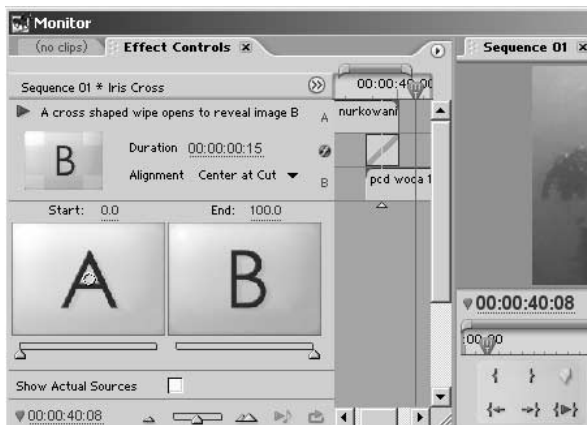 Monitor
(no clips) Effect Controls
Sequence 01
Sequence 01 * Iris Cross
00:00:40:00
A cross shaped wipe opens to reveal image B
A nurkowani
B
Duration 00:00:00:15
Alignment Center at Cut
B pcd woda 1
Start: 0.0 End: 100.0
A B
00:00:40:08
:00:00
Show Actual Sources
00:00:40:08